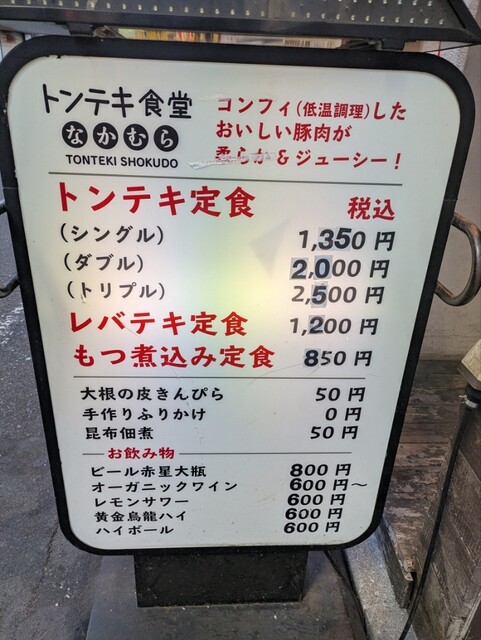 トンテキ食堂
なかむら
TONTEKI SHOKUDO
コンフィ(低温調理)した
おいしい豚肉が
柔らか&ジューシー!
トンテキ定食 税込
(シングル) 1,350円
(ダブル) 2,000円
(トリプル) 2,500円
レバテキ定食 1,200円
もつ煮込み定食 850円
大根の皮きんぴら 50円
手作りふりかけ 0円
昆布佃煮 50円
お飲み物
ビール赤星大瓶 800円
オーガニックワイン 600円～
レモンサワー 600円
黄金烏龍ハイ 600円
ハイボール 600円